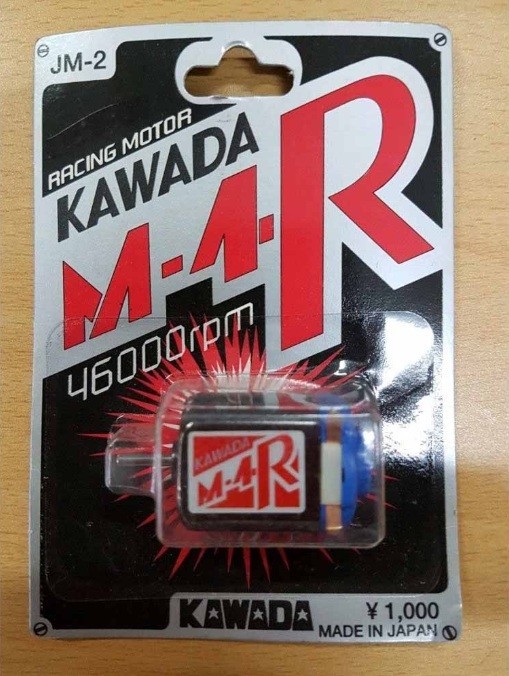 JM-2
RACING MOTOR
KAWADA
M-4-R
46000rpm
KAWADA
M-4-R
KAWADA
¥1,000
MADE IN JAPAN